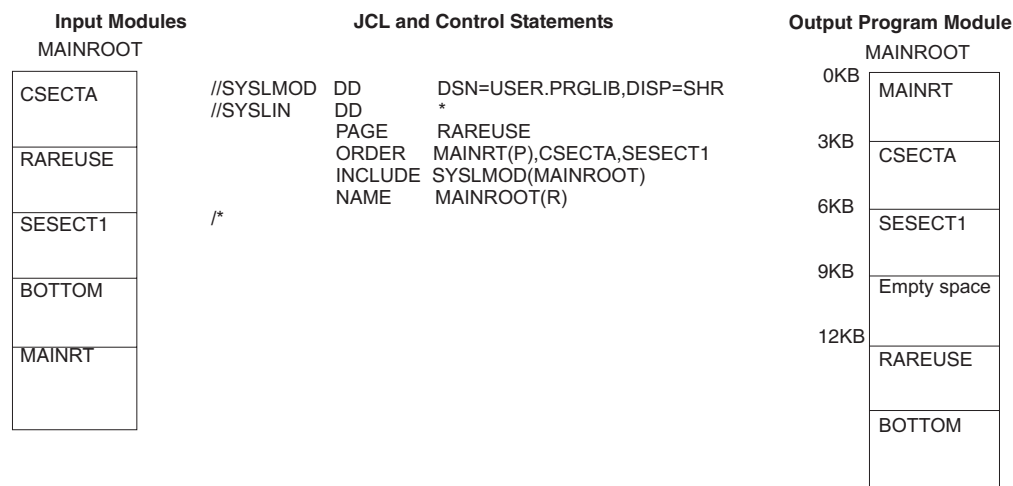 Input Modules
MAINROOT
CSECTA
RAREUSE
SESECT1
BOTTOM
MAINRT
JCL and Control Statements
//SYSLMOD DD DSN=USER.PRGLIB,DISP=SHR
//SYSLIN DD *
PAGE RAREUSE
ORDER MAINRT(P),CSECTA,SESECT1
INCLUDE SYSLMOD(MAINROOT)
NAME MAINROOT(R)
/*
Output Program Module
MAINROOT
0KB
MAINRT
3KB
CSECTA
6KB
SESECT1
9KB
Empty space
12KB
RAREUSE
BOTTOM